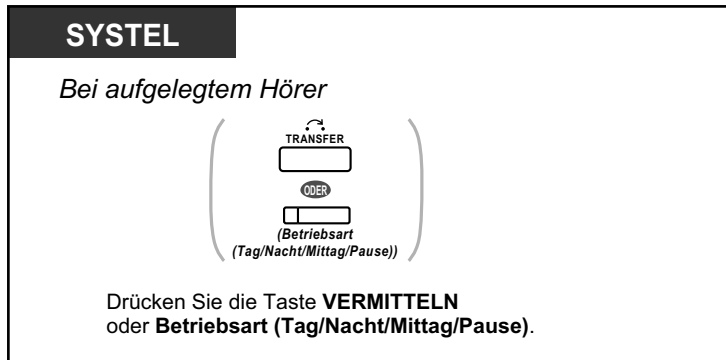 SYSTEL
Bei aufgelegtem Hörer
TRANSFER
ODER
(Betriebsart
(Tag/Nacht/Mittag/Pause))
Drücken Sie die Taste VERMITTELN
oder Betriebsart (Tag/Nacht/Mittag/Pause).